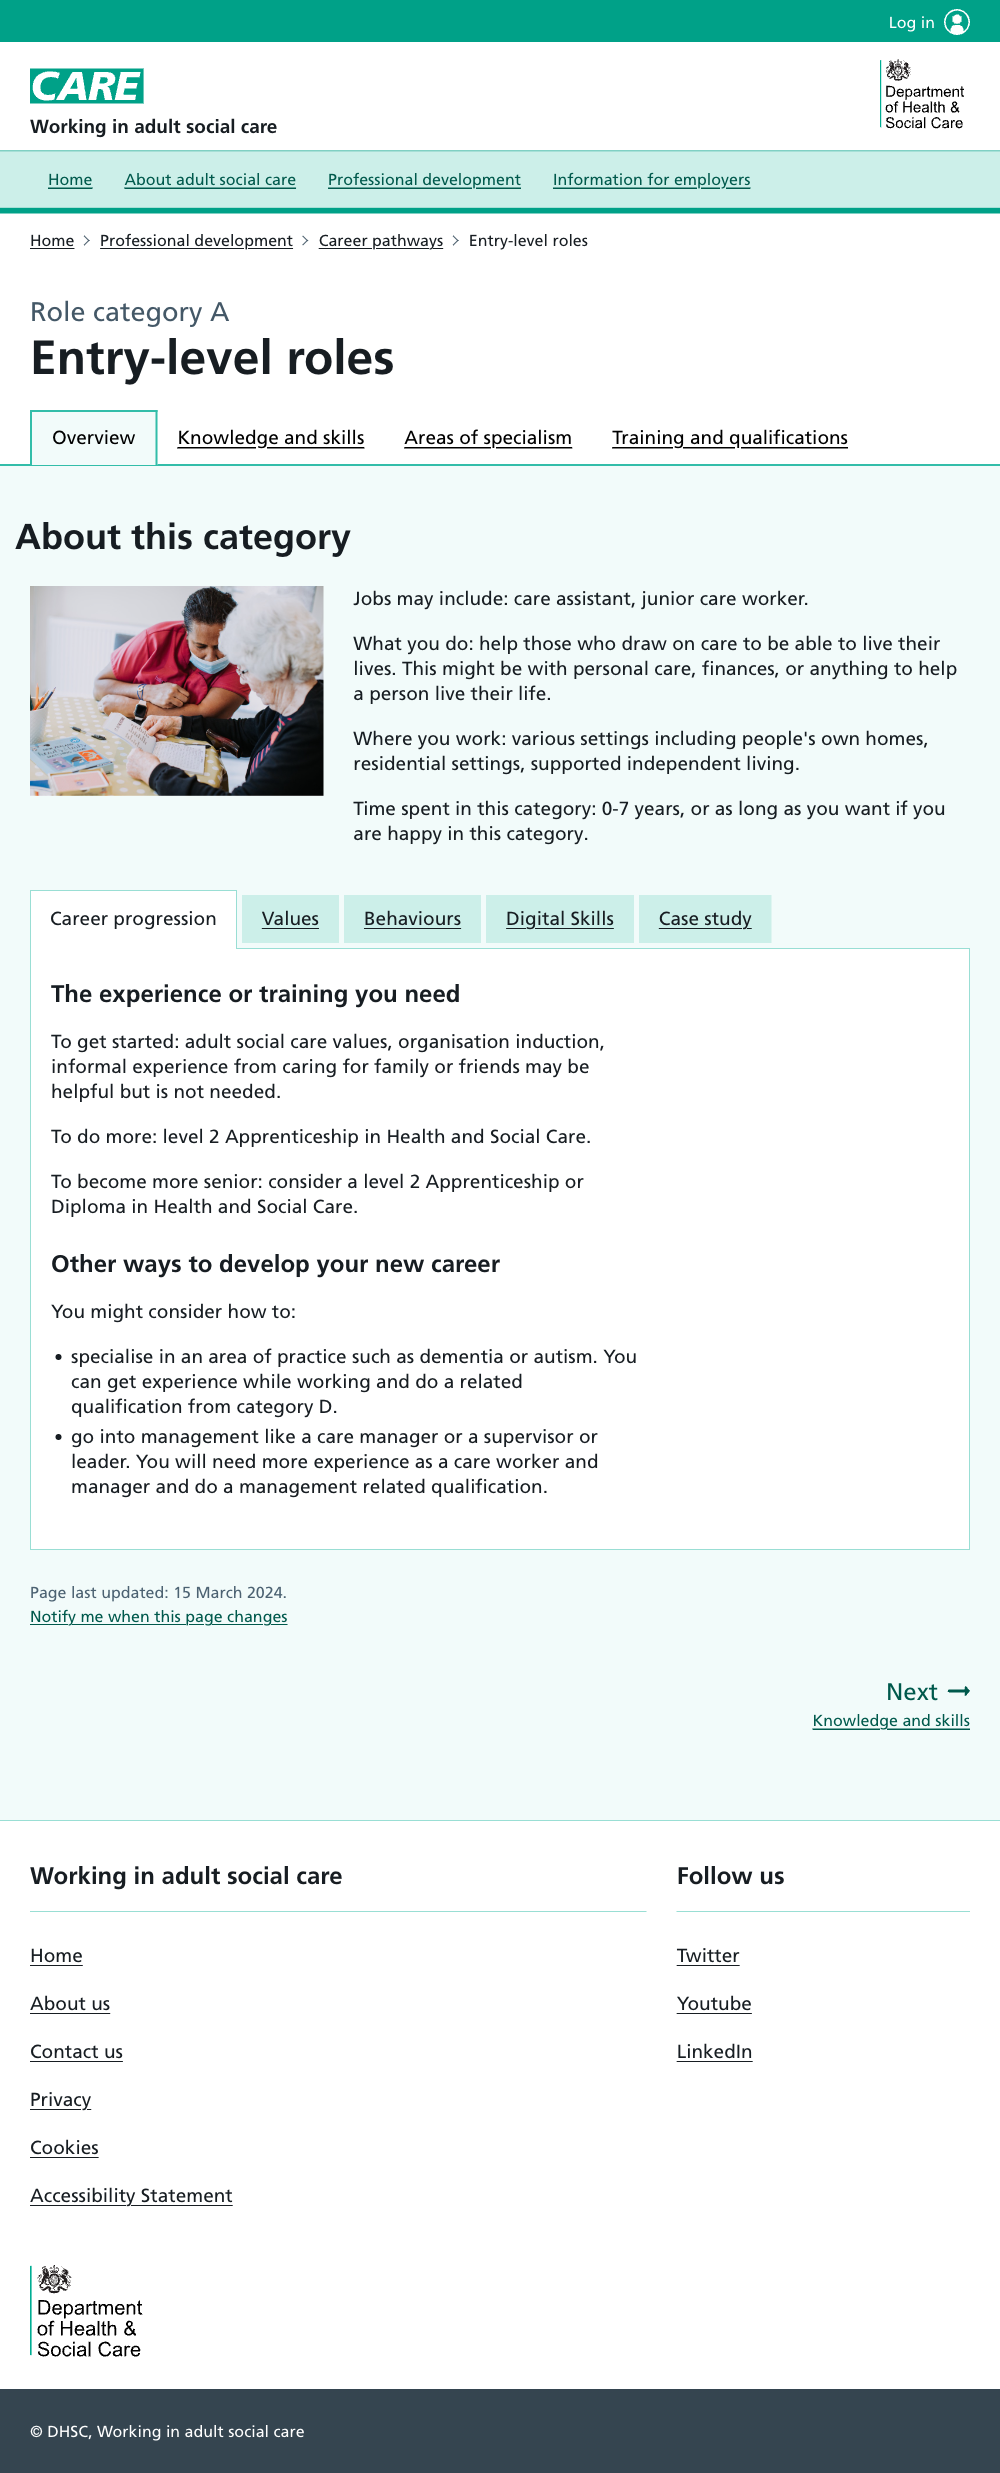 Log in
CARE
Working in adult social care
Department
of Health &
Social Care
Home About adult social care Professional development Information for employers
Home Professional development Career pathways Entry-level roles
Role category A
Entry-level roles
Overview Knowledge and skills Areas of specialism Training and qualifications
About this category
Jobs may include: care assistant, junior care worker.
What you do: help those who draw on care to be able to live their
lives. This might be with personal care, finances, or anything to help
a person live their life.
Where you work: various settings including people's own homes,
residential settings, supported independent living.
Time spent in this category: 0-7 years, or as long as you want if you
are happy in this category.
Career progression Values Behaviours Digital Skills Case study
The experience or training you need
To get started: adult social care values, organisation induction,
informal experience from caring for family or friends may be
helpful but is not needed.
To do more: level 2 Apprenticeship in Health and Social Care.
To become more senior: consider a level 2 Apprenticeship or
Diploma in Health and Social Care.
Other ways to develop your new career
You might consider how to:
• specialise in an area of practice such as dementia or autism. You
can get experience while working and do a related
qualification from category D.
• go into management like a care manager or a supervisor or
leader. You will need more experience as a care worker and
manager and do a management related qualification.
Page last updated: 15 March 2024.
Notify me when this page changes
Next
Knowledge and skills
Working in adult social care
Home
About us
Contact us
Privacy
Cookies
Accessibility Statement
Follow us
Twitter
Youtube
LinkedIn
Department
of Health &
Social Care
© DHSC, Working in adult social care